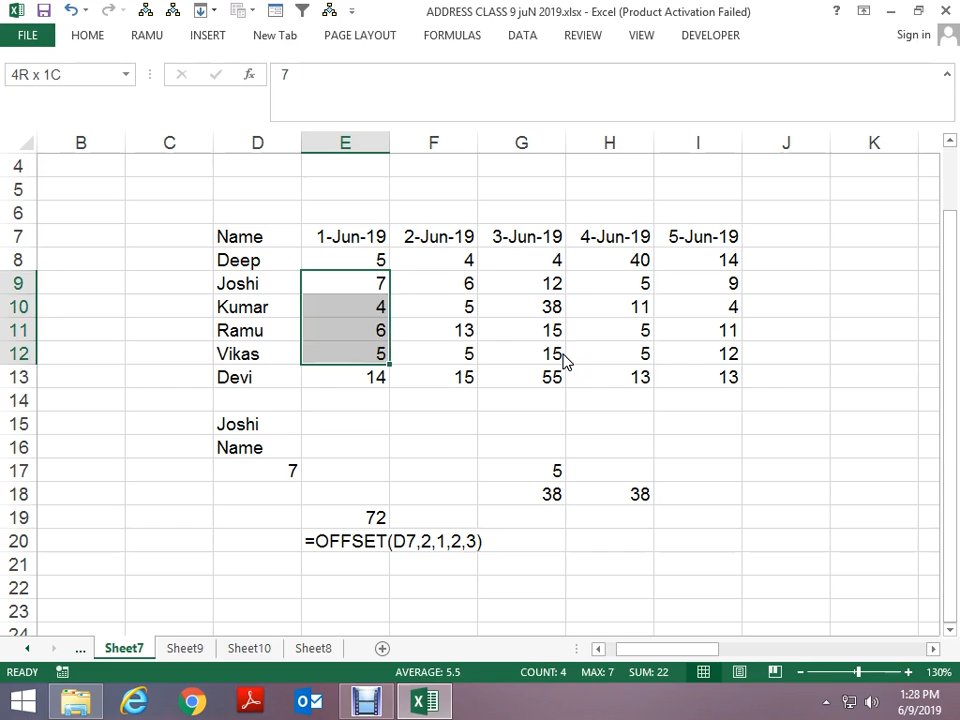 ADDRESS CLASS 9 juN 2019.xlsx - Excel (Product Activation Failed)
FILE HOME RAMU INSERT New Tab PAGE LAYOUT FORMULAS DATA REVIEW VIEW DEVELOPER Sign in
4R x 1C fx 7
B C D E F G H I J K
4
5
6
7 Name 1-Jun-19 2-Jun-19 3-Jun-19 4-Jun-19 5-Jun-19
8 Deep 5 4 4 40 14
9 Joshi 7 6 12 5 9
10 Kumar 4 5 38 11 4
11 Ramu 6 13 15 5 11
12 Vikas 5 5 15 5 12
13 Devi 14 15 55 13 13
14
15 Joshi
16 Name
17 7 5
18 38 38
19 72
20 =OFFSET(D7,2,1,2,3)
21
22
23
24
... Sheet7 Sheet9 Sheet10 Sheet8
READY AVERAGE: 5.5 COUNT: 4 MAX: 7 SUM: 22 130%
1:28 PM
6/9/2019